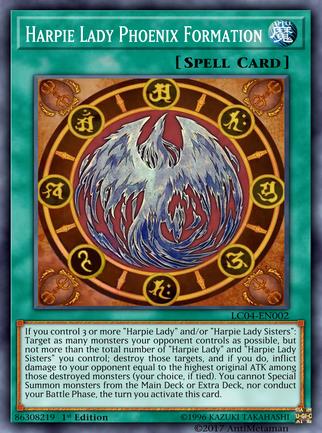 HARPIE LADY PHOENIX FORMATION
[SPELL CARD]
LC04-EN002
If you control 3 or more "Harpie Lady" and/or "Harpie Lady Sisters":
Target as many monsters your opponent controls as possible, but
not more than the total number of "Harpie Lady" and "Harpie Lady
Sisters" you control; destroy those targets, and if you do, inflict
damage to your opponent equal to the highest original ATK among
those destroyed monsters (your choice, if tied). You cannot Special
Summon monsters from the Main Deck or Extra Deck, nor conduct
your Battle Phase, the turn you activate this card.
86308219 1st Edition ©1996 KAZUKI TAKAHASHI
©2017 AntiMetaman